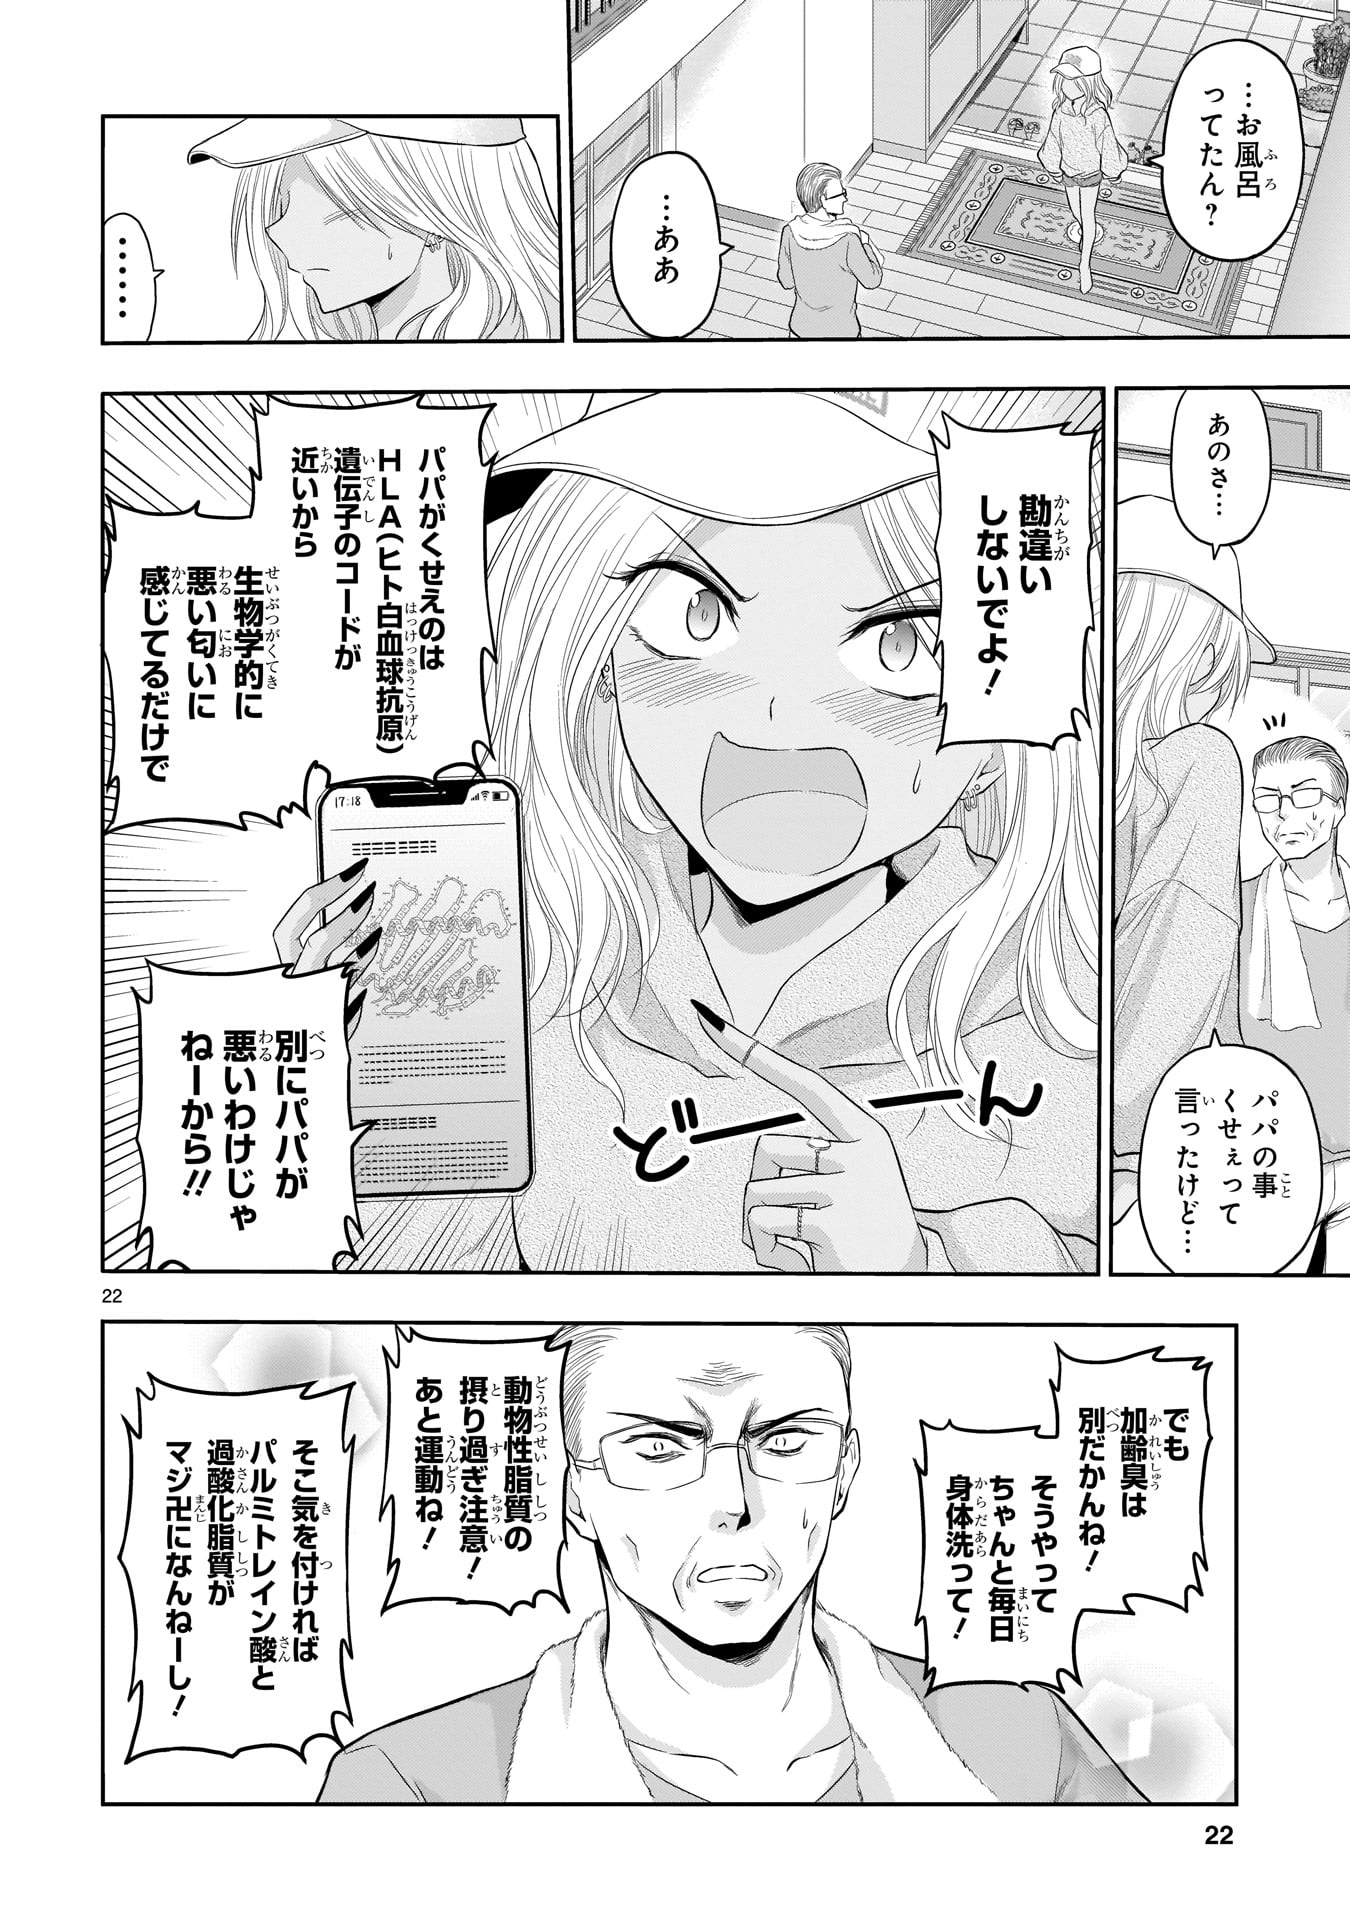 …お風呂
ってたん?
…ああ
……
あのさ…
パパの事
くせぇって
言ったけど…
勘違い
しないでよ!
パパがくせえのは
HLA(ヒト白血球抗原)
遺伝子のコードが
近いから
生物学的に
悪い匂いに
感じてるだけで
17:18
別にパパが
悪いわけじゃ
ねーから!!
どーーん
22
でも
加齢臭は
別だかんね!
そうやって
ちゃんと毎日
身体洗って!
動物性脂質の
摂り過ぎ注意!
あと運動ね!
そこ気を付ければ
パルミトレイン酸と
過酸化脂質が
マジ卍になんねーし!
22